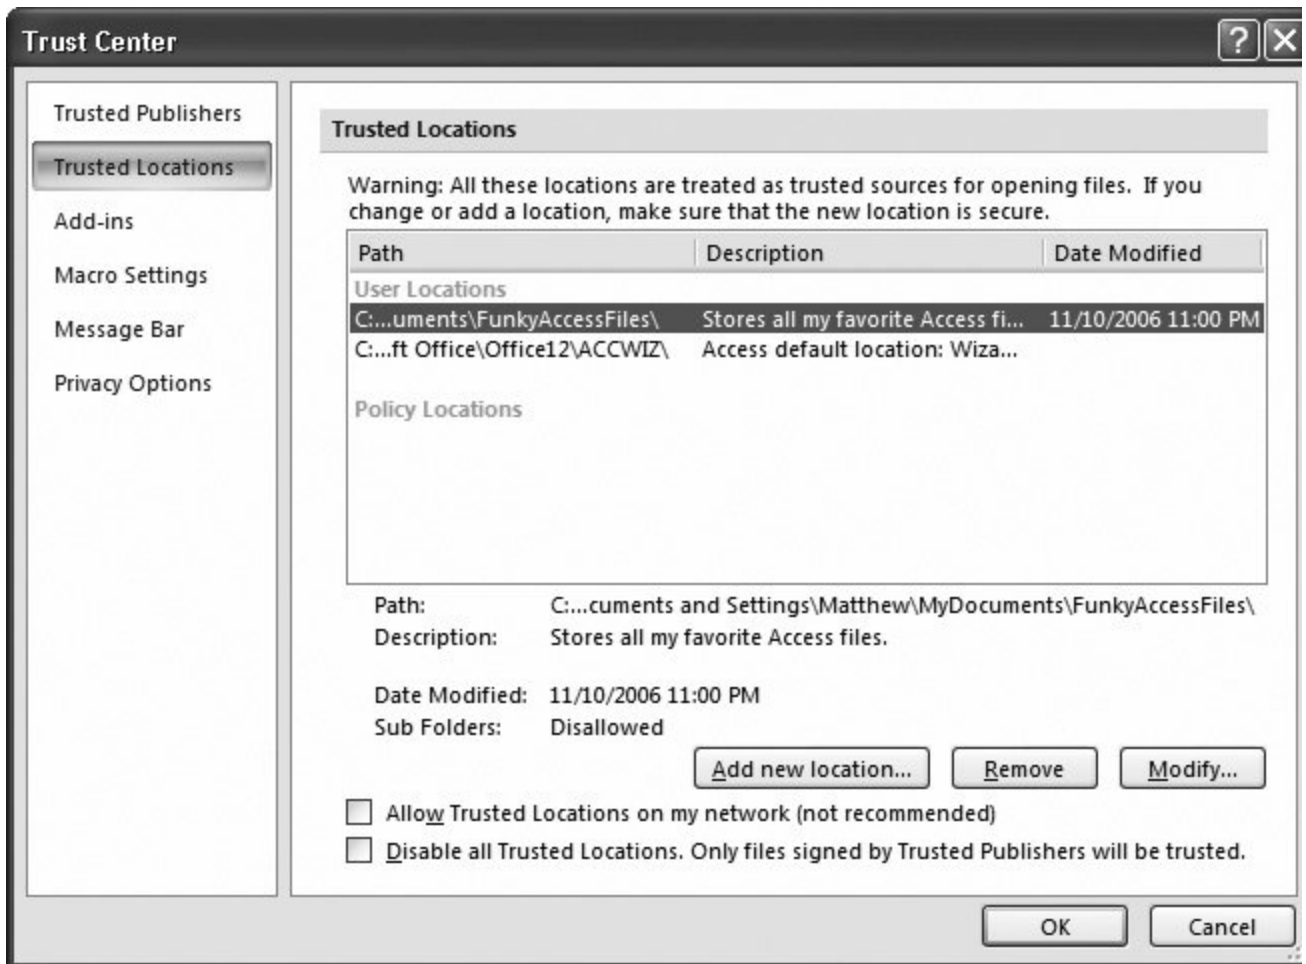 Trust Center
Trusted Publishers
Trusted Locations
Add-ins
Macro Settings
Message Bar
Privacy Options
Trusted Locations
Warning: All these locations are treated as trusted sources for opening files. If you
change or add a location, make sure that the new location is secure.
Path Description Date Modified
User Locations
C:...uments\FunkyAccessFiles\ Stores all my favorite Access fi... 11/10/2006 11:00 PM
C:...ft Office\Office12\ACCWIZ\ Access default location: Wiza...
Policy Locations
Path: C:...cuments and Settings\Matthew\MyDocuments\FunkyAccessFiles\
Description: Stores all my favorite Access files.
Date Modified: 11/10/2006 11:00 PM
Sub Folders: Disallowed
Add new location... Remove Modify...
Allow Trusted Locations on my network (not recommended)
Disable all Trusted Locations. Only files signed by Trusted Publishers will be trusted.
OK Cancel